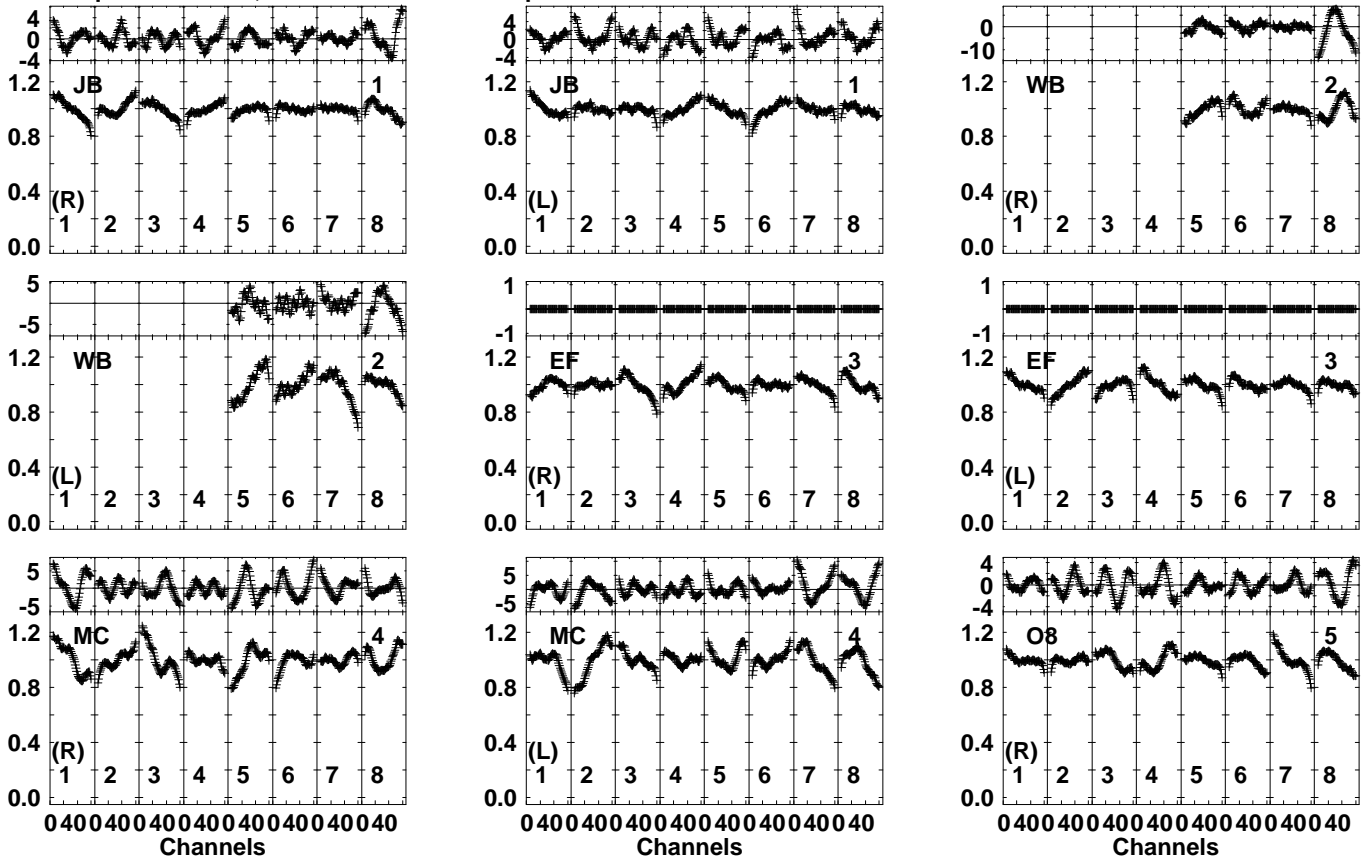 4 0 -4 1.2 0.8 0.4 0.0 JB 1 (R) 1 2 3 4 5 6 7 8
4 0 -4 1.2 0.8 0.4 0.0 JB 1 (L) 1 2 3 4 5 6 7 8
0 -10 1.2 0.8 0.4 0.0 WB 2 (R) 1 2 3 4 5 6 7 8
5 -5 1.2 0.8 0.4 0.0 WB 2 (L) 1 2 3 4 5 6 7 8
1 -1 1.2 0.8 0.4 0.0 EF 3 (R) 1 2 3 4 5 6 7 8
1 -1 1.2 0.8 0.4 0.0 EF 3 (L) 1 2 3 4 5 6 7 8
5 -5 1.2 0.8 0.4 0.0 MC 4 (R) 1 2 3 4 5 6 7 8
0 40 0 40 0 40 0 40 0 40 0 40 0 40 0 40
Channels
5 -5 1.2 0.8 0.4 0.0 MC 4 (L) 1 2 3 4 5 6 7 8
0 40 0 40 0 40 0 40 0 40 0 40 0 40 0 40
Channels
4 0 -4 1.2 0.8 0.4 0.0 O8 5 (R) 1 2 3 4 5 6 7 8
0 40 0 40 0 40 0 40 0 40 0 40 0 40 0 40
Channels